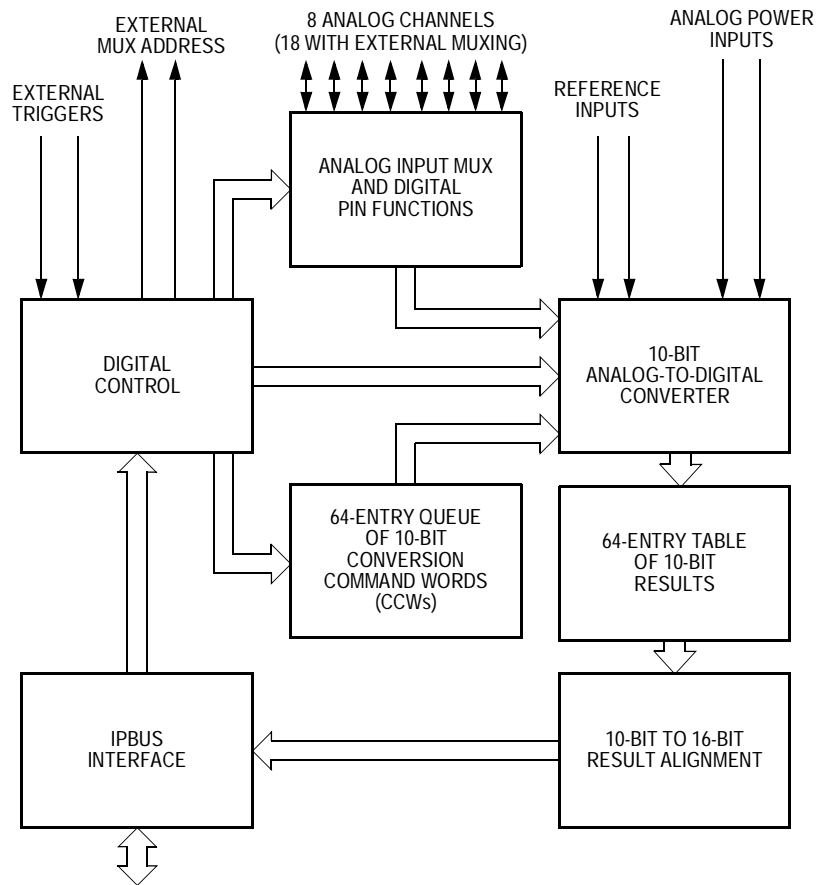 EXTERNAL
MUX ADDRESS
8 ANALOG CHANNELS
(18 WITH EXTERNAL MUXING)
ANALOG POWER
INPUTS
EXTERNAL
TRIGGERS
REFERENCE
INPUTS
ANALOG INPUT MUX
AND DIGITAL
PIN FUNCTIONS
DIGITAL
CONTROL
10-BIT
ANALOG-TO-DIGITAL
CONVERTER
64-ENTRY QUEUE
OF 10-BIT
CONVERSION
COMMAND WORDS
(CCWs)
64-ENTRY TABLE
OF 10-BIT
RESULTS
IPBUS
INTERFACE
10-BIT TO 16-BIT
RESULT ALIGNMENT